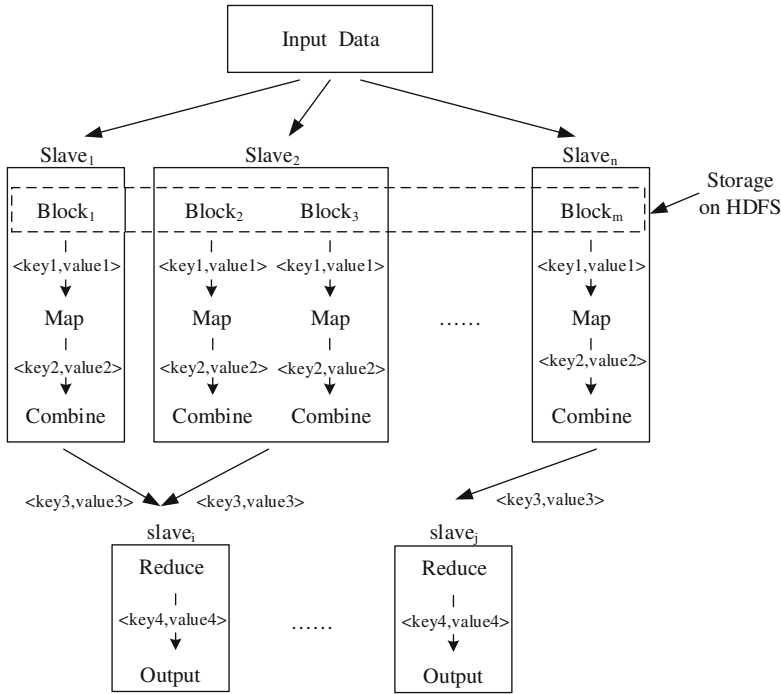 Input Data
Slave₁
Slave₂
Slaveₙ
Storage
on HDFS
Block₁
Block₂
Block₃
Blockₘ
<key1,value1>
<key1,value1>
<key1,value1>
<key1,value1>
Map
Map
Map
......
Map
<key2,value2>
<key2,value2>
<key2,value2>
<key2,value2>
Combine
Combine
Combine
Combine
<key3,value3>
<key3,value3>
<key3,value3>
slaveᵢ
slaveⱼ
Reduce
Reduce
<key4,value4>
<key4,value4>
......
Output
Output